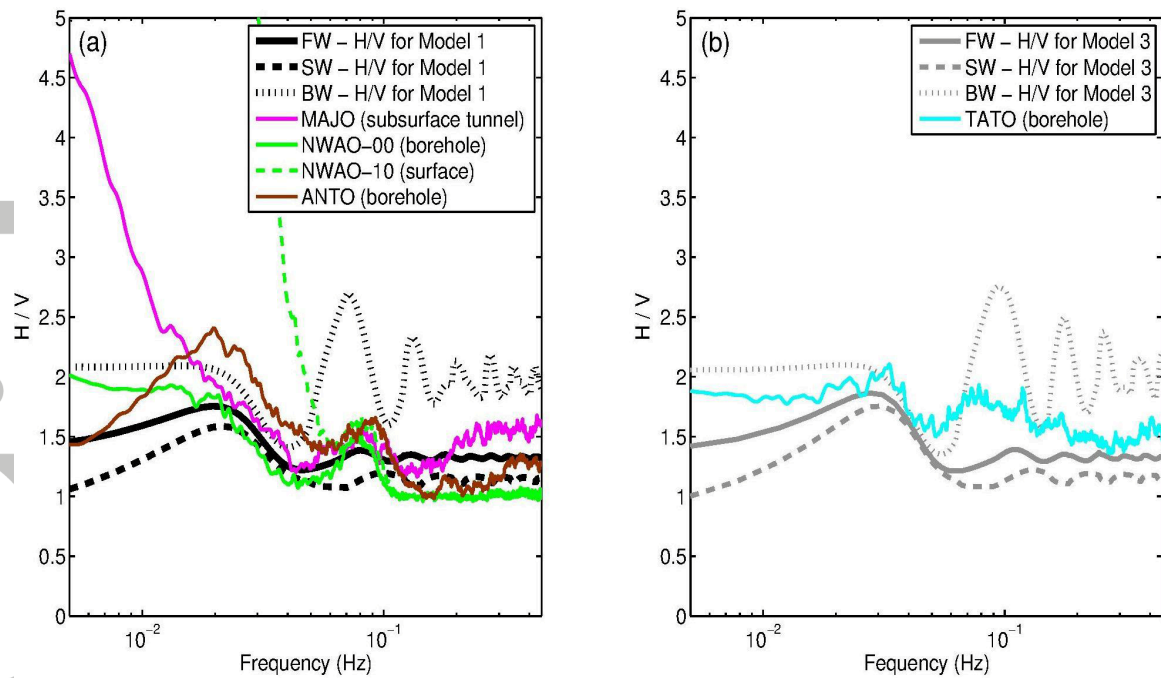 (a)
FW – H/V for Model 1
SW – H/V for Model 1
BW – H/V for Model 1
MAJO (subsurface tunnel)
NWAO–00 (borehole)
NWAO–10 (surface)
ANTO (borehole)
5
4.5
4
3.5
3
2.5
2
1.5
1
0.5
0
H / V
10⁻²
10⁻¹
Frequency (Hz)
(b)
FW – H/V for Model 3
SW – H/V for Model 3
BW – H/V for Model 3
TATO (borehole)
5
4.5
4
3.5
3
2.5
2
1.5
1
0.5
0
H / V
10⁻²
10⁻¹
Fequency (Hz)